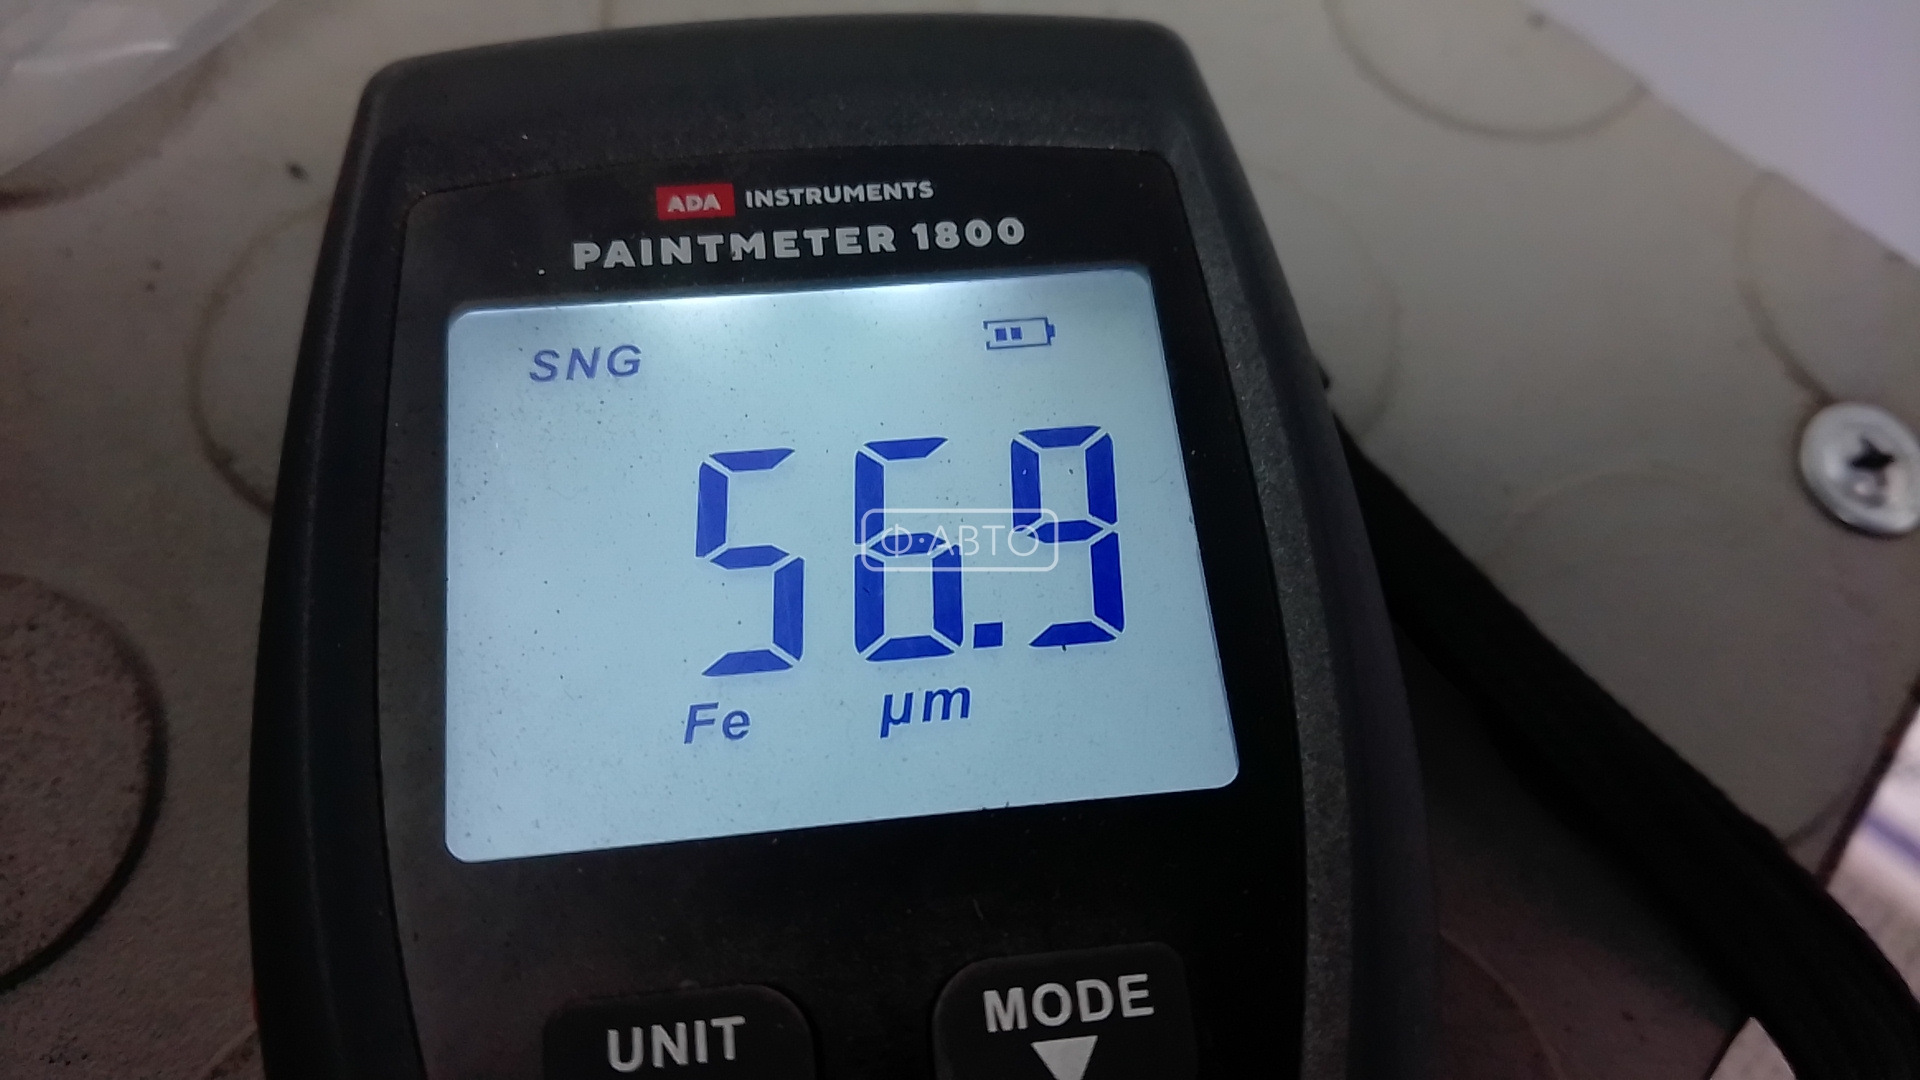 ADA INSTRUMENTS
PAINTMETER 1800
SNG
56.9
Ф·АВТО
Fe µm
UNIT MODE